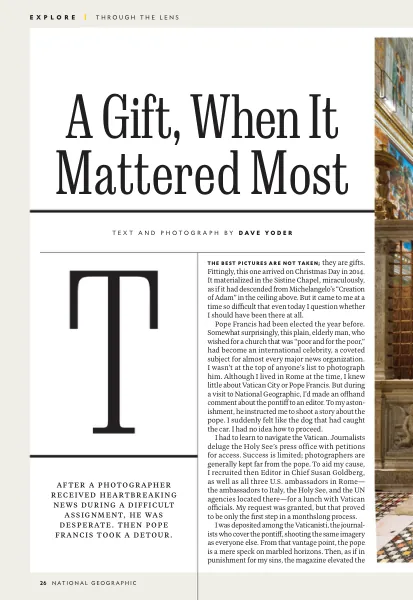 EXPLORE | THROUGH THE LENS
A Gift, When It
Mattered Most
TEXT AND PHOTOGRAPH BY DAVE YODER
T
AFTER A PHOTOGRAPHER
RECEIVED HEARTBREAKING
NEWS DURING A DIFFICULT
ASSIGNMENT, HE WAS
DESPERATE. THEN POPE
FRANCIS TOOK A DETOUR.
THE BEST PICTURES ARE NOT TAKEN; they are gifts.
Fittingly, this one arrived on Christmas Day in 2014.
It materialized in the Sistine Chapel, miraculously,
as if it had descended from Michelangelo's “Creation
of Adam” in the ceiling above. But it came to me at a
time so difficult that even today I question whether
I should have been there at all.
Pope Francis had been elected the year before.
Somewhat surprisingly, this plain, elderly man, who
wished for a church that was “poor and for the poor,”
had become an international celebrity, a coveted
subject for almost every major news organization.
I wasn't at the top of anyone's list to photograph
him. Although I lived in Rome at the time, I knew
little about Vatican City or Pope Francis. But during
a visit to National Geographic, I'd made an offhand
comment about the pontiff to an editor. To my aston-
ishment, he instructed me to shoot a story about the
pope. I suddenly felt like the dog that had caught
the car. I had no idea how to proceed.
I had to learn to navigate the Vatican. Journalists
deluge the Holy See's press office with petitions
for access. Success is limited; photographers are
generally kept far from the pope. To aid my cause,
I recruited then Editor in Chief Susan Goldberg,
as well as all three U.S. ambassadors in Rome—
the ambassadors to Italy, the Holy See, and the UN
agencies located there—for a lunch with Vatican
officials. My request was granted, but that proved
to be only the first step in a monthslong process.
I was deposited among the Vaticanisti, the journal-
ists who cover the pontiff, shooting the same imagery
as everyone else. From that vantage point, the pope
is a mere speck on marbled horizons. Then, as if in
punishment for my sins, the magazine elevated the
26 NATIONAL GEOGRAPHIC